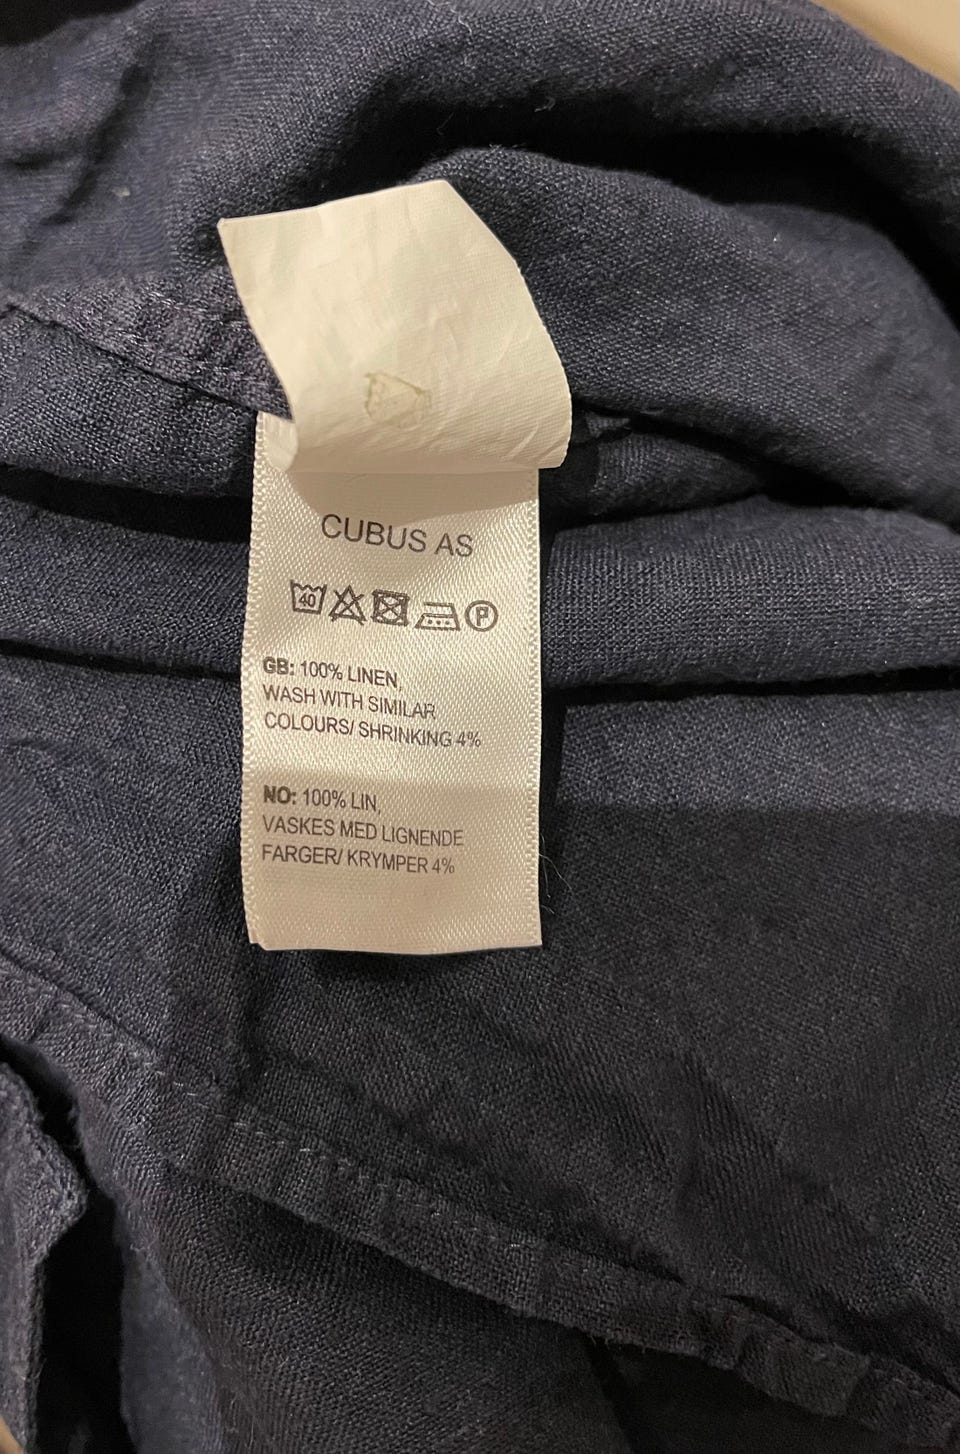 CUBUS AS
40 P
GB: 100% LINEN,
WASH WITH SIMILAR
COLOURS/ SHRINKING 4%
NO: 100% LIN,
VASKES MED LIGNENDE
FARGER/ KRYMPER 4%